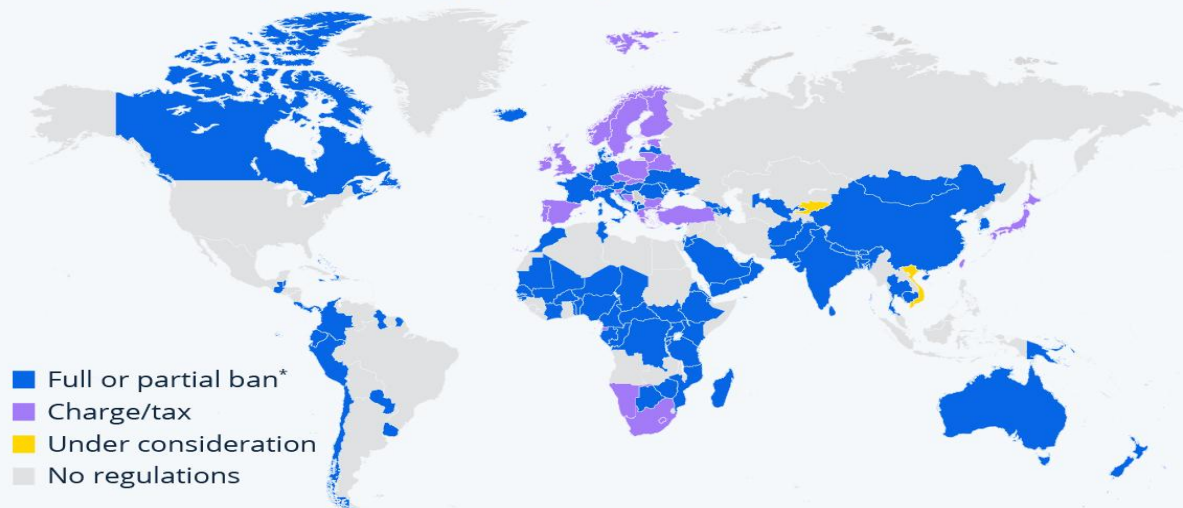 Full or partial ban*
Charge/tax
Under consideration
No regulations